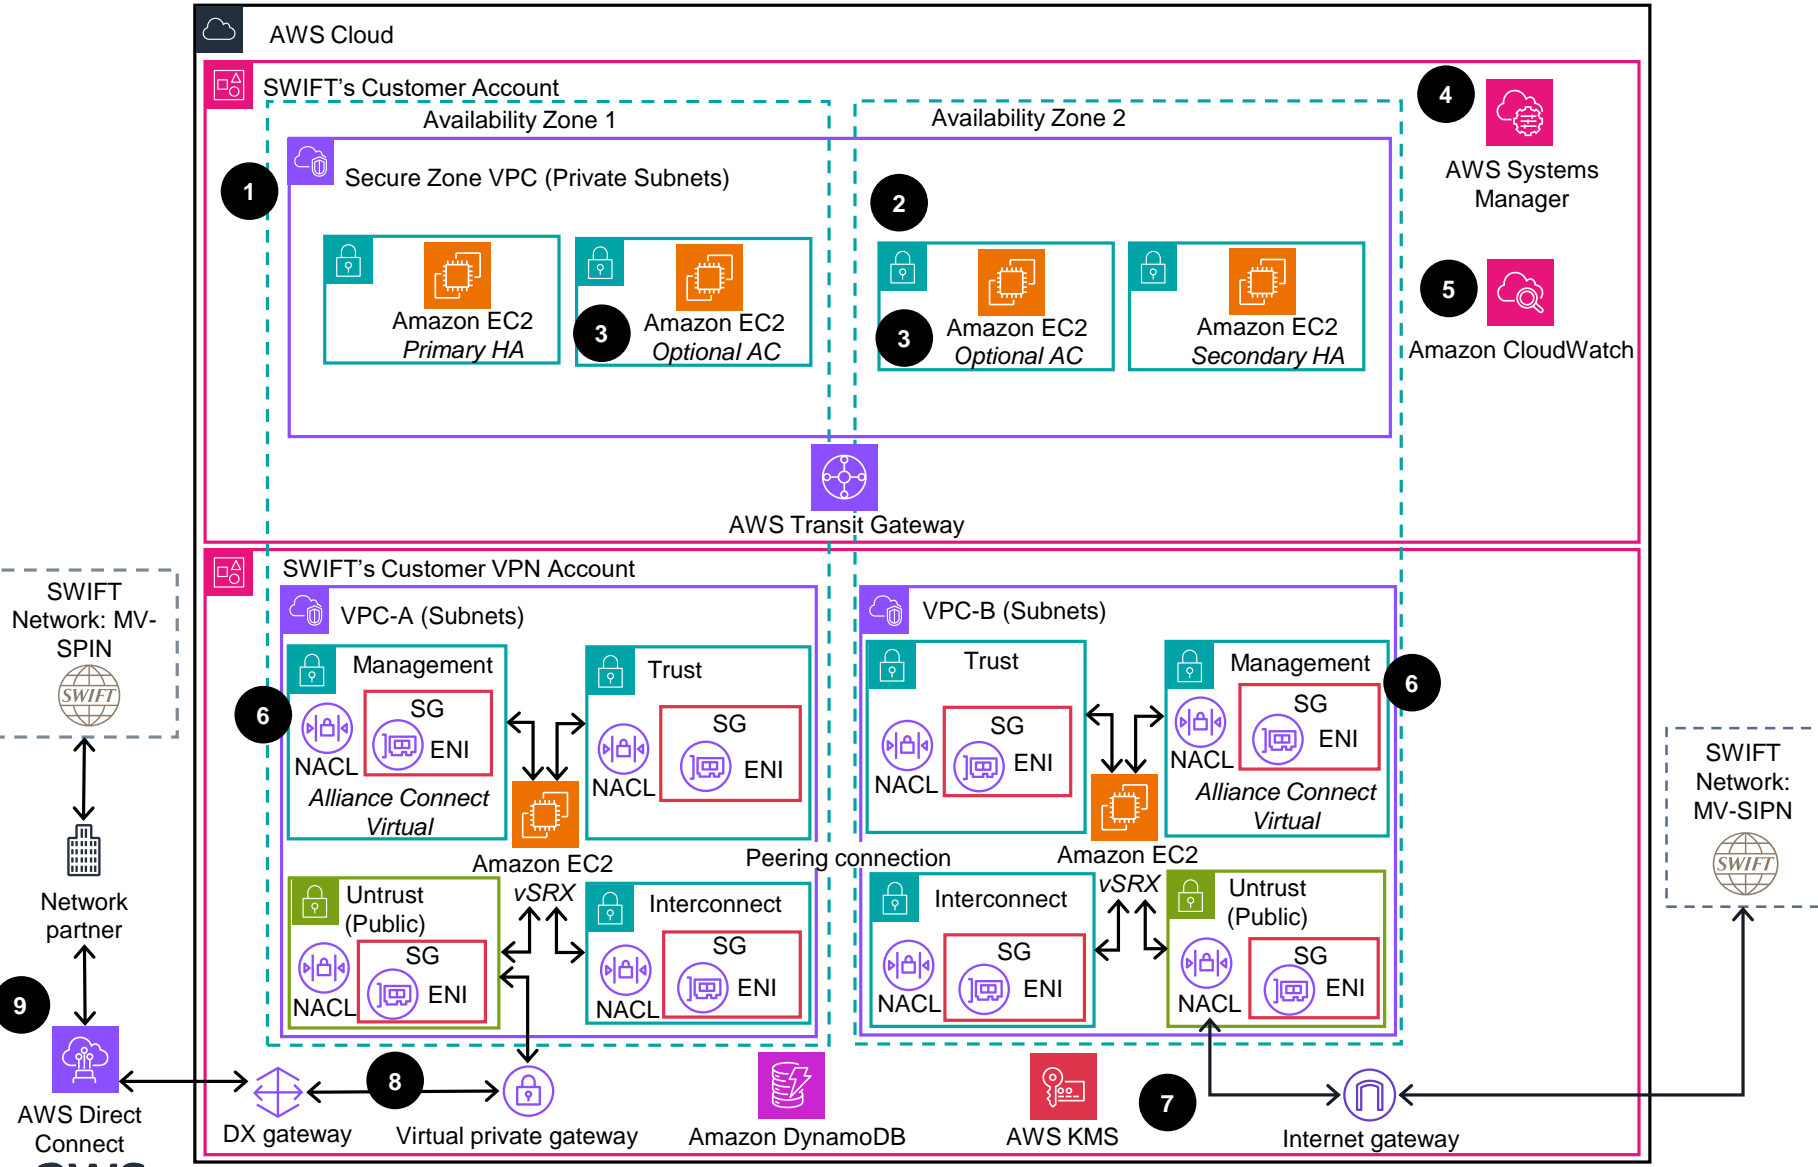 AWS Cloud
SWIFT's Customer Account
Availability Zone 1
Availability Zone 2
4
AWS Systems
Manager
1
Secure Zone VPC (Private Subnets)
2
Amazon EC2
Primary HA
3
Amazon EC2
Optional AC
3
Amazon EC2
Optional AC
Amazon EC2
Secondary HA
5
Amazon CloudWatch
AWS Transit Gateway
SWIFT's Customer VPN Account
SWIFT
Network: MV-
SPIN
SWIFT
VPC-A (Subnets)
Management
6
NACL
SG
ENI
Alliance Connect
Virtual
Trust
NACL
SG
ENI
Amazon EC2
vSRX
Untrust
(Public)
NACL
SG
ENI
Interconnect
NACL
SG
ENI
Peering connection
VPC-B (Subnets)
Trust
NACL
SG
ENI
Management
6
NACL
SG
ENI
Alliance Connect
Virtual
Amazon EC2
vSRX
Interconnect
NACL
SG
ENI
Untrust
(Public)
NACL
SG
ENI
SWIFT
Network:
MV-SIPN
SWIFT
Network
partner
9
AWS Direct
Connect
DX gateway
8
Virtual private gateway
Amazon DynamoDB
AWS KMS
7
Internet gateway
aws